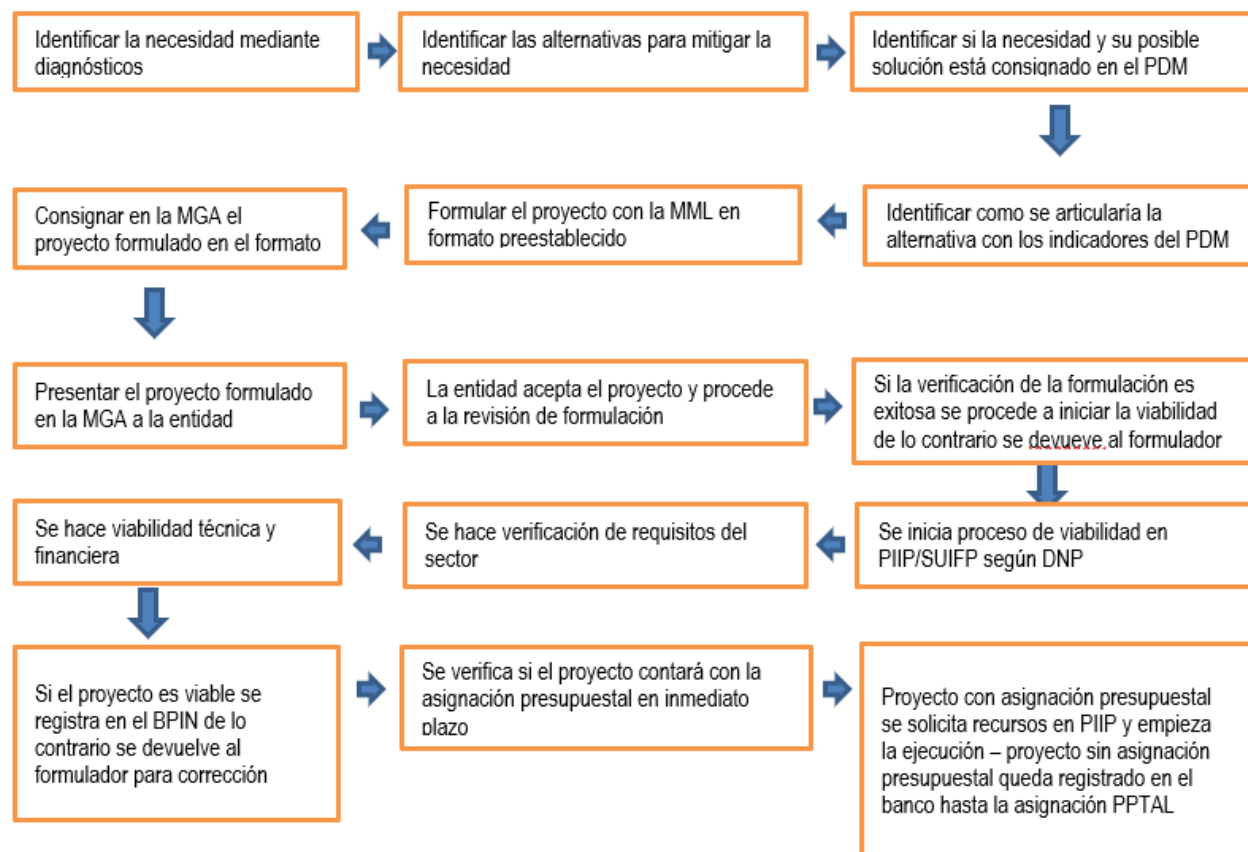 Identificar la necesidad mediante
diagnósticos
Identificar las alternativas para mitigar la
necesidad
Identificar si la necesidad y su posible
solución está consignado en el PDM
Identificar como se articularía la
alternativa con los indicadores del PDM
Formular el proyecto con la MML en
formato preestablecido
Consignar en la MGA el
proyecto formulado en el formato
Presentar el proyecto formulado
en la MGA a la entidad
La entidad acepta el proyecto y procede
a la revisión de formulación
Si la verificación de la formulación es
exitosa se procede a iniciar la viabilidad
de lo contrario se devueve al formulador
Se inicia proceso de viabilidad en
PIIP/SUIFP según DNP
Se hace verificación de requisitos del
sector
Se hace viabilidad técnica y
financiera
Si el proyecto es viable se
registra en el BPIN de lo
contrario se devuelve al
formulador para corrección
Se verifica si el proyecto contará con la
asignación presupuestal en inmediato
plazo
Proyecto con asignación presupuestal
se solicita recursos en PIIP y empieza
la ejecución – proyecto sin asignación
presupuestal queda registrado en el
banco hasta la asignación PPTAL